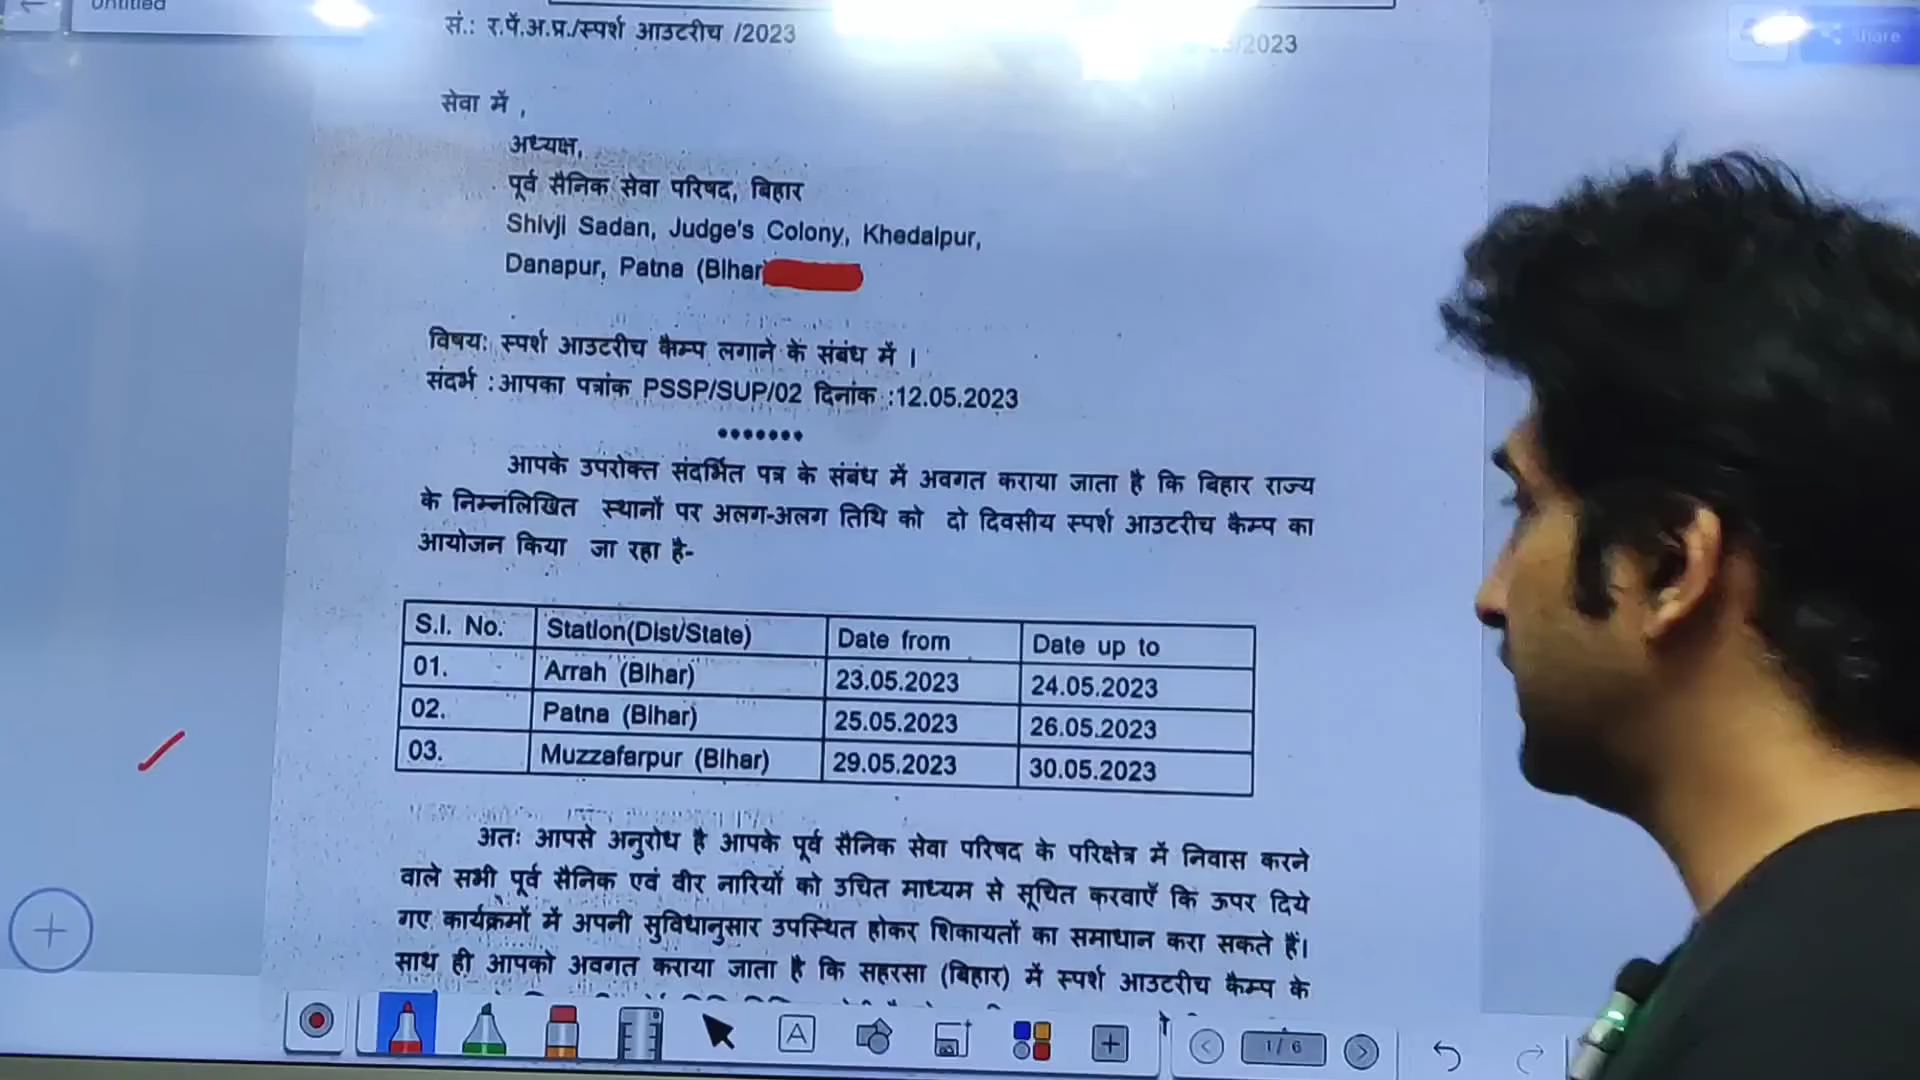 Untitled
सं.: र.पें.अ.प्र./स्पर्श आउटरीच /2023
/2023
Share
सेवा में ,
अध्यक्ष,
पूर्व सैनिक सेवा परिषद, बिहार
Shivji Sadan, Judge's Colony, Khedalpur,
Danapur, Patna (Bihar
विषय: स्पर्श आउटरीच कैम्प लगाने के संबंध में ।
संदर्भ : आपका पत्रांक PSSP/SUP/02 दिनांक :12.05.2023
•••••••
आपके उपरोक्त संदर्भित पत्र के संबंध में अवगत कराया जाता है कि बिहार राज्य
के निम्नलिखित स्थानों पर अलग-अलग तिथि को दो दिवसीय स्पर्श आउटरीच कैम्प का
आयोजन किया जा रहा है-
S.I. No. Station(Dist/State) Date from Date up to
01. Arrah (Bihar) 23.05.2023 24.05.2023
02. Patna (Bihar) 25.05.2023 26.05.2023
03. Muzzafarpur (Bihar) 29.05.2023 30.05.2023
अतः आपसे अनुरोध है आपके पूर्व सैनिक सेवा परिषद के परिक्षेत्र में निवास करने
वाले सभी पूर्व सैनिक एवं वीर नारियों को उचित माध्यम से सूचित करवाएँ कि ऊपर दिये
गए कार्यक्रमों में अपनी सुविधानुसार उपस्थित होकर शिकायतों का समाधान करा सकते हैं।
साथ ही आपको अवगत कराया जाता है कि सहरसा (बिहार) में स्पर्श आउटरीच कैम्प के
A
1 / 6